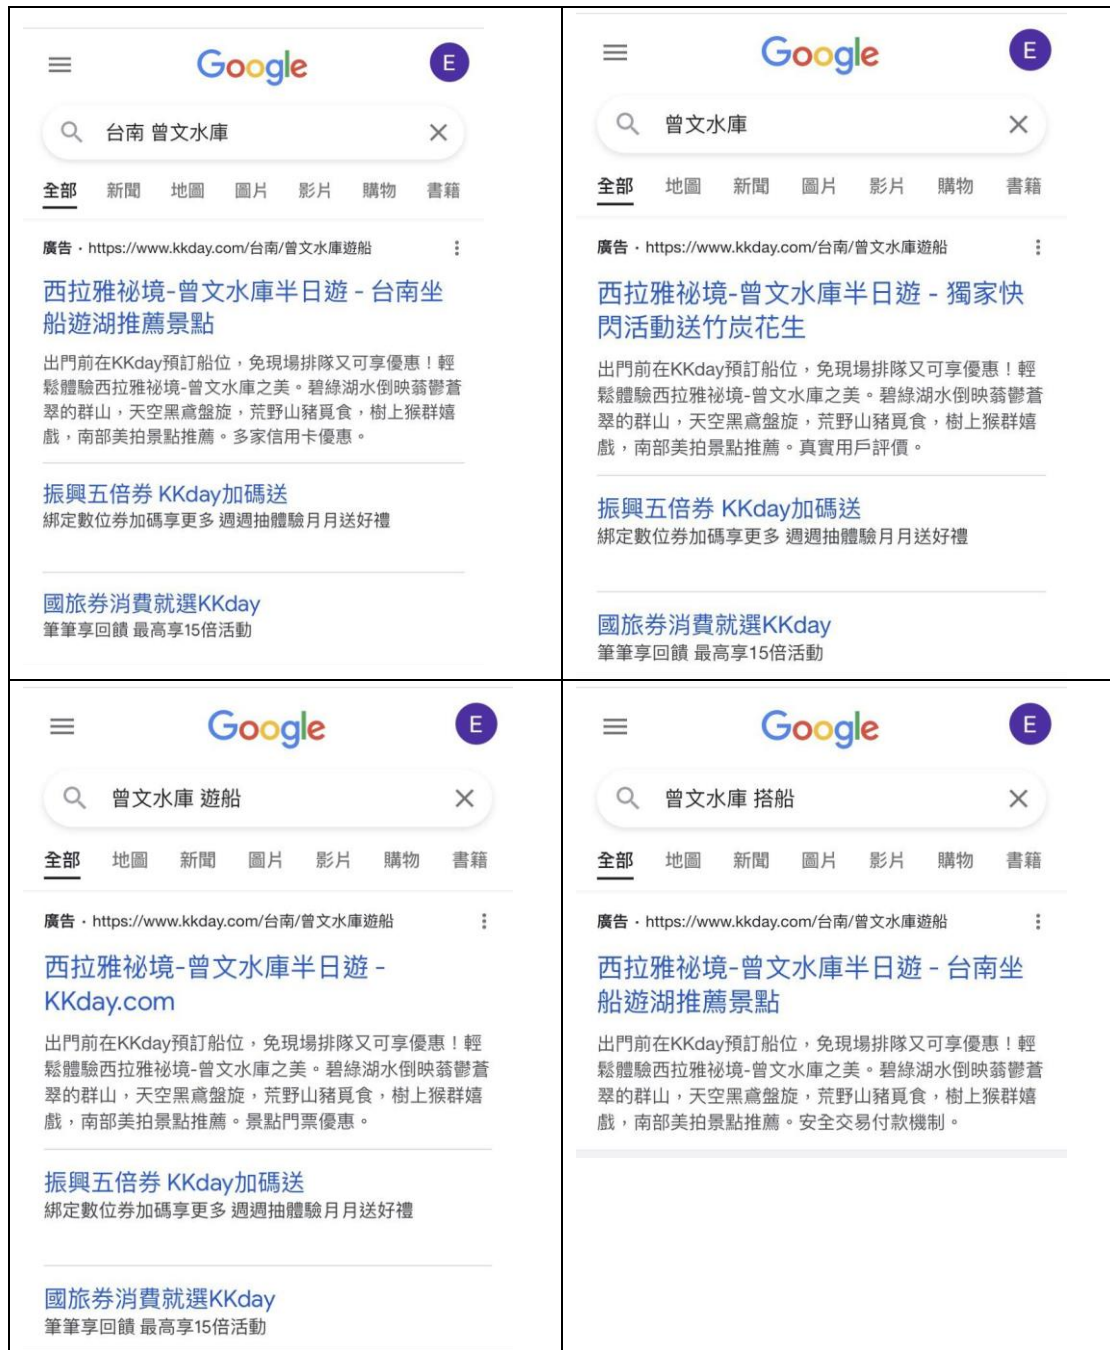 Google
E
台南 曾文水庫
全部 新聞 地圖 圖片 影片 購物 書籍
廣告・https://www.kkday.com/台南/曾文水庫遊船
西拉雅祕境-曾文水庫半日遊 - 台南坐
船遊湖推薦景點
出門前在KKday預訂船位，免現場排隊又可享優惠！輕
鬆體驗西拉雅祕境-曾文水庫之美。碧綠湖水倒映蓊鬱蒼
翠的群山，天空黑鳶盤旋，荒野山豬覓食，樹上猴群嬉
戲，南部美拍景點推薦。多家信用卡優惠。
振興五倍券 KKday加碼送
綁定數位券加碼享更多 週週抽體驗月月送好禮
國旅券消費就選KKday
筆筆享回饋 最高享15倍活動
Google
E
曾文水庫
全部 地圖 新聞 圖片 影片 購物 書籍
廣告・https://www.kkday.com/台南/曾文水庫遊船
西拉雅祕境-曾文水庫半日遊 - 獨家快
閃活動送竹炭花生
出門前在KKday預訂船位，免現場排隊又可享優惠！輕
鬆體驗西拉雅祕境-曾文水庫之美。碧綠湖水倒映蓊鬱蒼
翠的群山，天空黑鳶盤旋，荒野山豬覓食，樹上猴群嬉
戲，南部美拍景點推薦。真實用戶評價。
振興五倍券 KKday加碼送
綁定數位券加碼享更多 週週抽體驗月月送好禮
國旅券消費就選KKday
筆筆享回饋 最高享15倍活動
Google
E
曾文水庫 遊船
全部 地圖 新聞 圖片 影片 購物 書籍
廣告・https://www.kkday.com/台南/曾文水庫遊船
西拉雅祕境-曾文水庫半日遊 -
KKday.com
出門前在KKday預訂船位，免現場排隊又可享優惠！輕
鬆體驗西拉雅祕境-曾文水庫之美。碧綠湖水倒映蓊鬱蒼
翠的群山，天空黑鳶盤旋，荒野山豬覓食，樹上猴群嬉
戲，南部美拍景點推薦。景點門票優惠。
振興五倍券 KKday加碼送
綁定數位券加碼享更多 週週抽體驗月月送好禮
國旅券消費就選KKday
筆筆享回饋 最高享15倍活動
Google
E
曾文水庫 搭船
全部 地圖 新聞 圖片 影片 購物 書籍
廣告・https://www.kkday.com/台南/曾文水庫遊船
西拉雅祕境-曾文水庫半日遊 - 台南坐
船遊湖推薦景點
出門前在KKday預訂船位，免現場排隊又可享優惠！輕
鬆體驗西拉雅祕境-曾文水庫之美。碧綠湖水倒映蓊鬱蒼
翠的群山，天空黑鳶盤旋，荒野山豬覓食，樹上猴群嬉
戲，南部美拍景點推薦。安全交易付款機制。